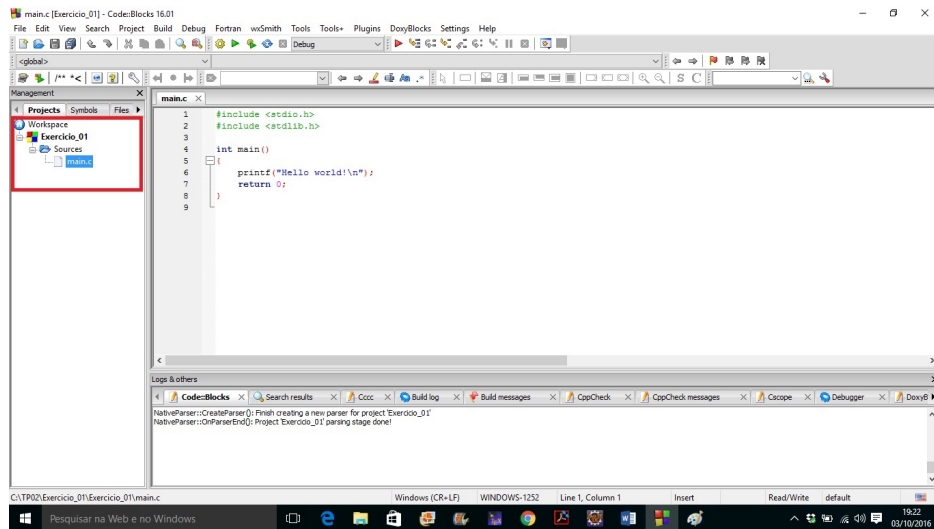 main.c [Exercicio_01] - Code::Blocks 16.01
File Edit View Search Project Build Debug Fortran wxSmith Tools Tools+ Plugins DoxyBlocks Settings Help
Debug
<global>
/** *<
S C
Management
main.c
Projects Symbols Files
Workspace
Exercicio_01
Sources
main.c
1 #include <stdio.h>
2 #include <stdlib.h>
3
4 int main()
5 {
6 printf("Hello world!\n");
7 return 0;
8 }
9
Logs & others
Code::Blocks Search results Cccc Build log Build messages CppCheck CppCheck messages Cscope Debugger DoxyB
NativeParser::CreateParser(): Finish creating a new parser for project 'Exercicio_01'
NativeParser::OnParserEnd(): Project 'Exercicio_01' parsing stage done!
C:\TP02\Exercicio_01\Exercicio_01\main.c Windows (CR+LF) WINDOWS-1252 Line 1, Column 1 Insert Read/Write default
Pesquisar na Web e no Windows
19:22
03/10/2016